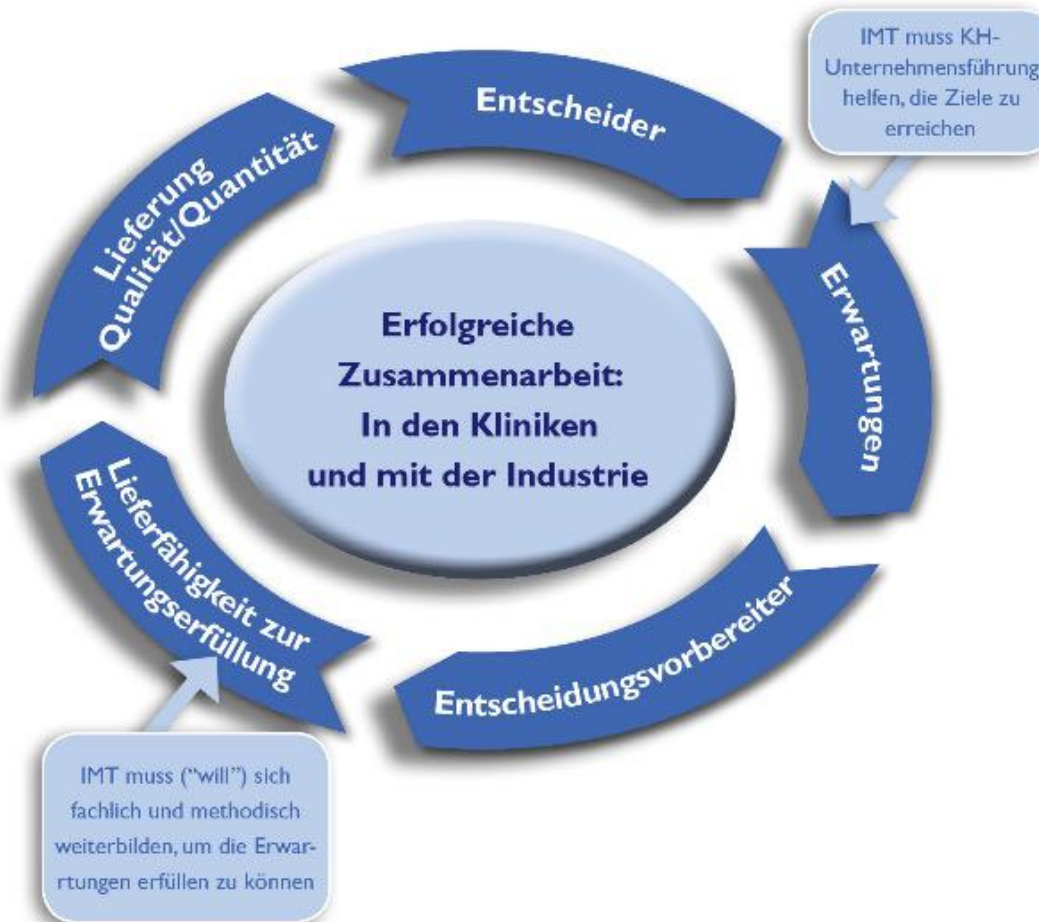 Entscheider
IMT muss KH-
Unternehmensführung
helfen, die Ziele zu
erreichen
Erwartungen
Entscheidungsvorbereiter
Lieferfähigkeit zur
Erwartungserfüllung
IMT muss (“will”) sich
fachlich und methodisch
weiterbilden, um die Erwar-
rtungen erfüllen zu können
Lieferung
Qualität/Quantität
Erfolgreiche
Zusammenarbeit:
In den Kliniken
und mit der Industrie